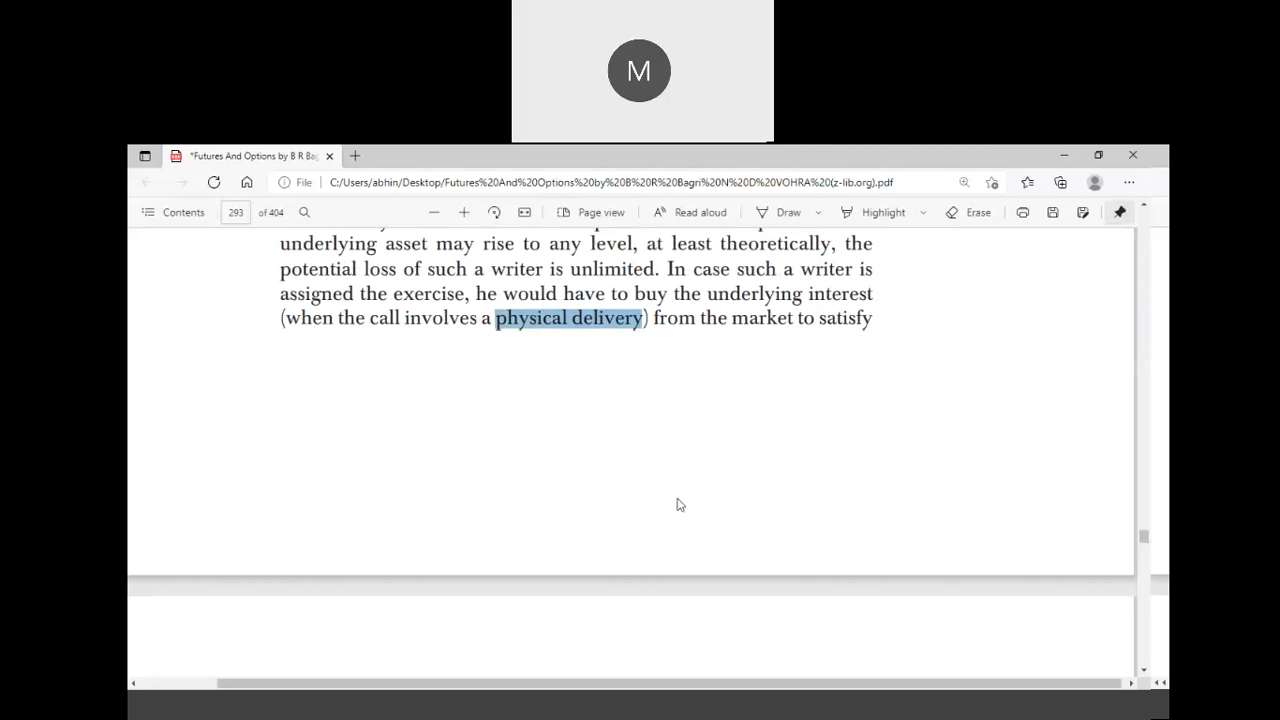 M
*Futures And Options by B R Bag
File C:/Users/abhin/Desktop/Futures%20And%20Options%20by%20B%20R%20Bagri%20N%20D%20VOHRA%20(z-lib.org).pdf
Contents 293 of 404 Page view Read aloud Draw Highlight Erase
underlying asset may rise to any level, at least theoretically, the
potential loss of such a writer is unlimited. In case such a writer is
assigned the exercise, he would have to buy the underlying interest
(when the call involves a physical delivery) from the market to satisfy